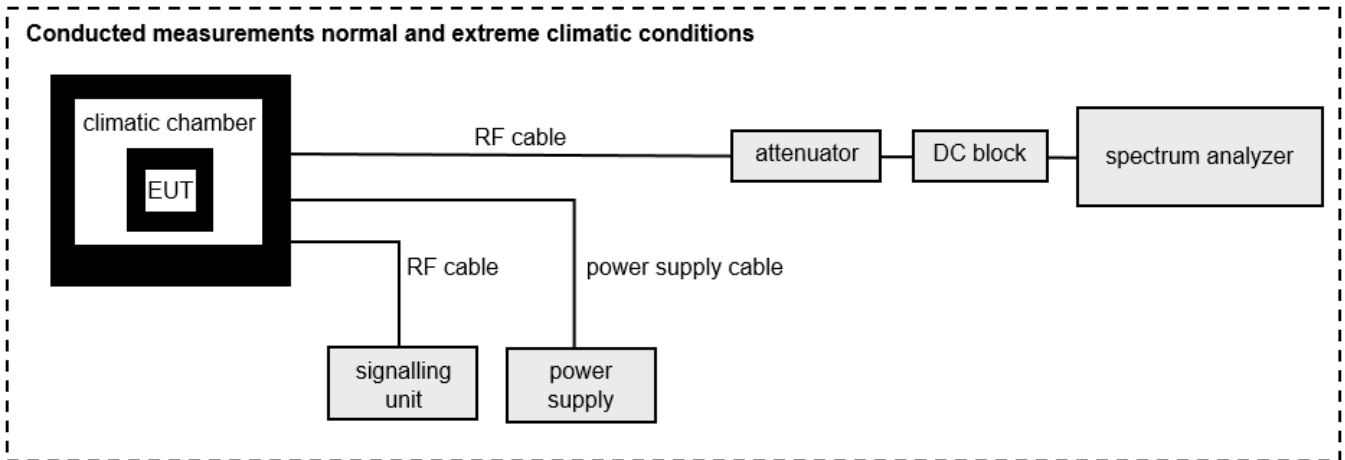 Conducted measurements normal and extreme climatic conditions
climatic chamber
EUT
RF cable
attenuator
DC block
spectrum analyzer
RF cable
power supply cable
signalling
unit
power
supply